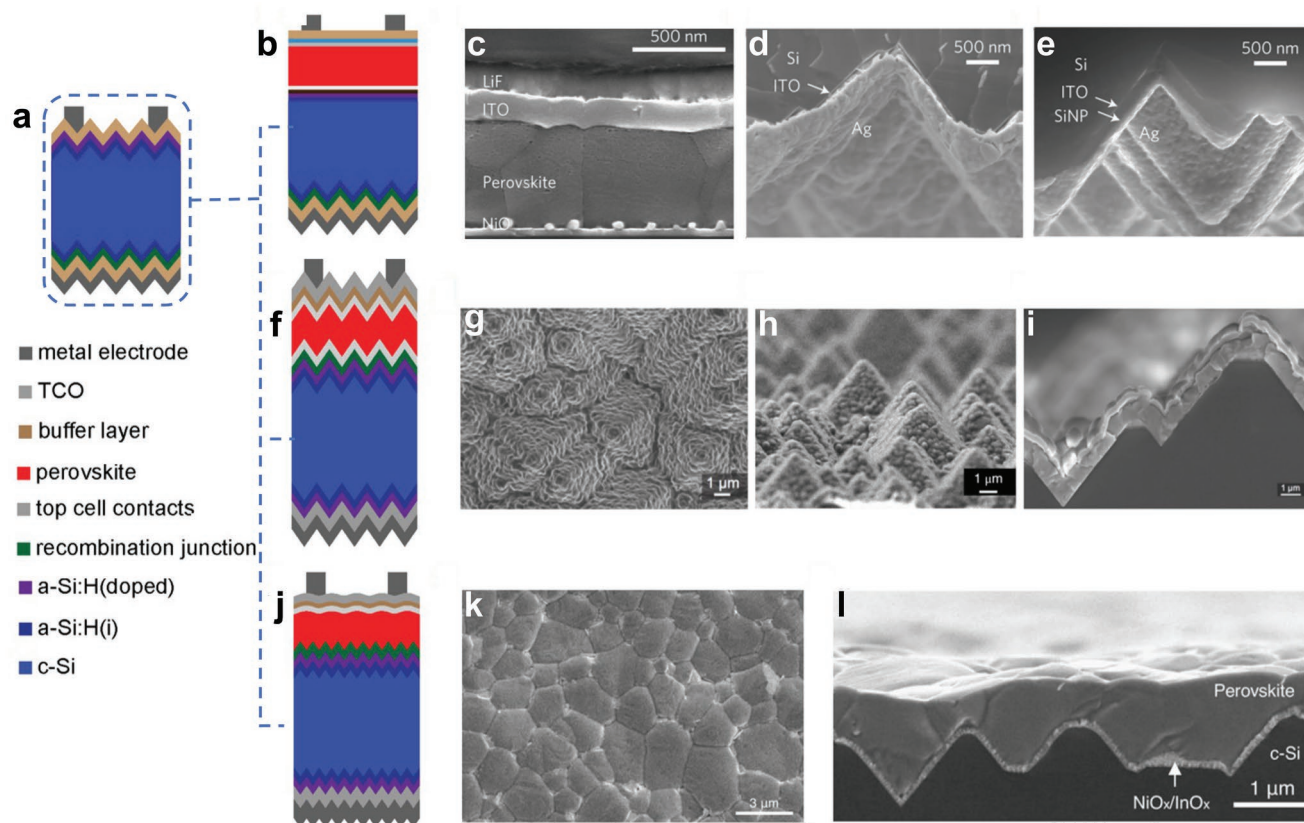 a
metal electrode
TCO
buffer layer
perovskite
top cell contacts
recombination junction
a-Si:H(doped)
a-Si:H(i)
c-Si
b
c
500 nm
LiF
ITO
Perovskite
NiO
d
500 nm
Si
ITO
Ag
e
500 nm
Si
ITO
SiNP
Ag
f
g
1 µm
h
1 µm
i
1 µm
j
k
3 µm
l
Perovskite
c-Si
NiOx/InOx
1 µm